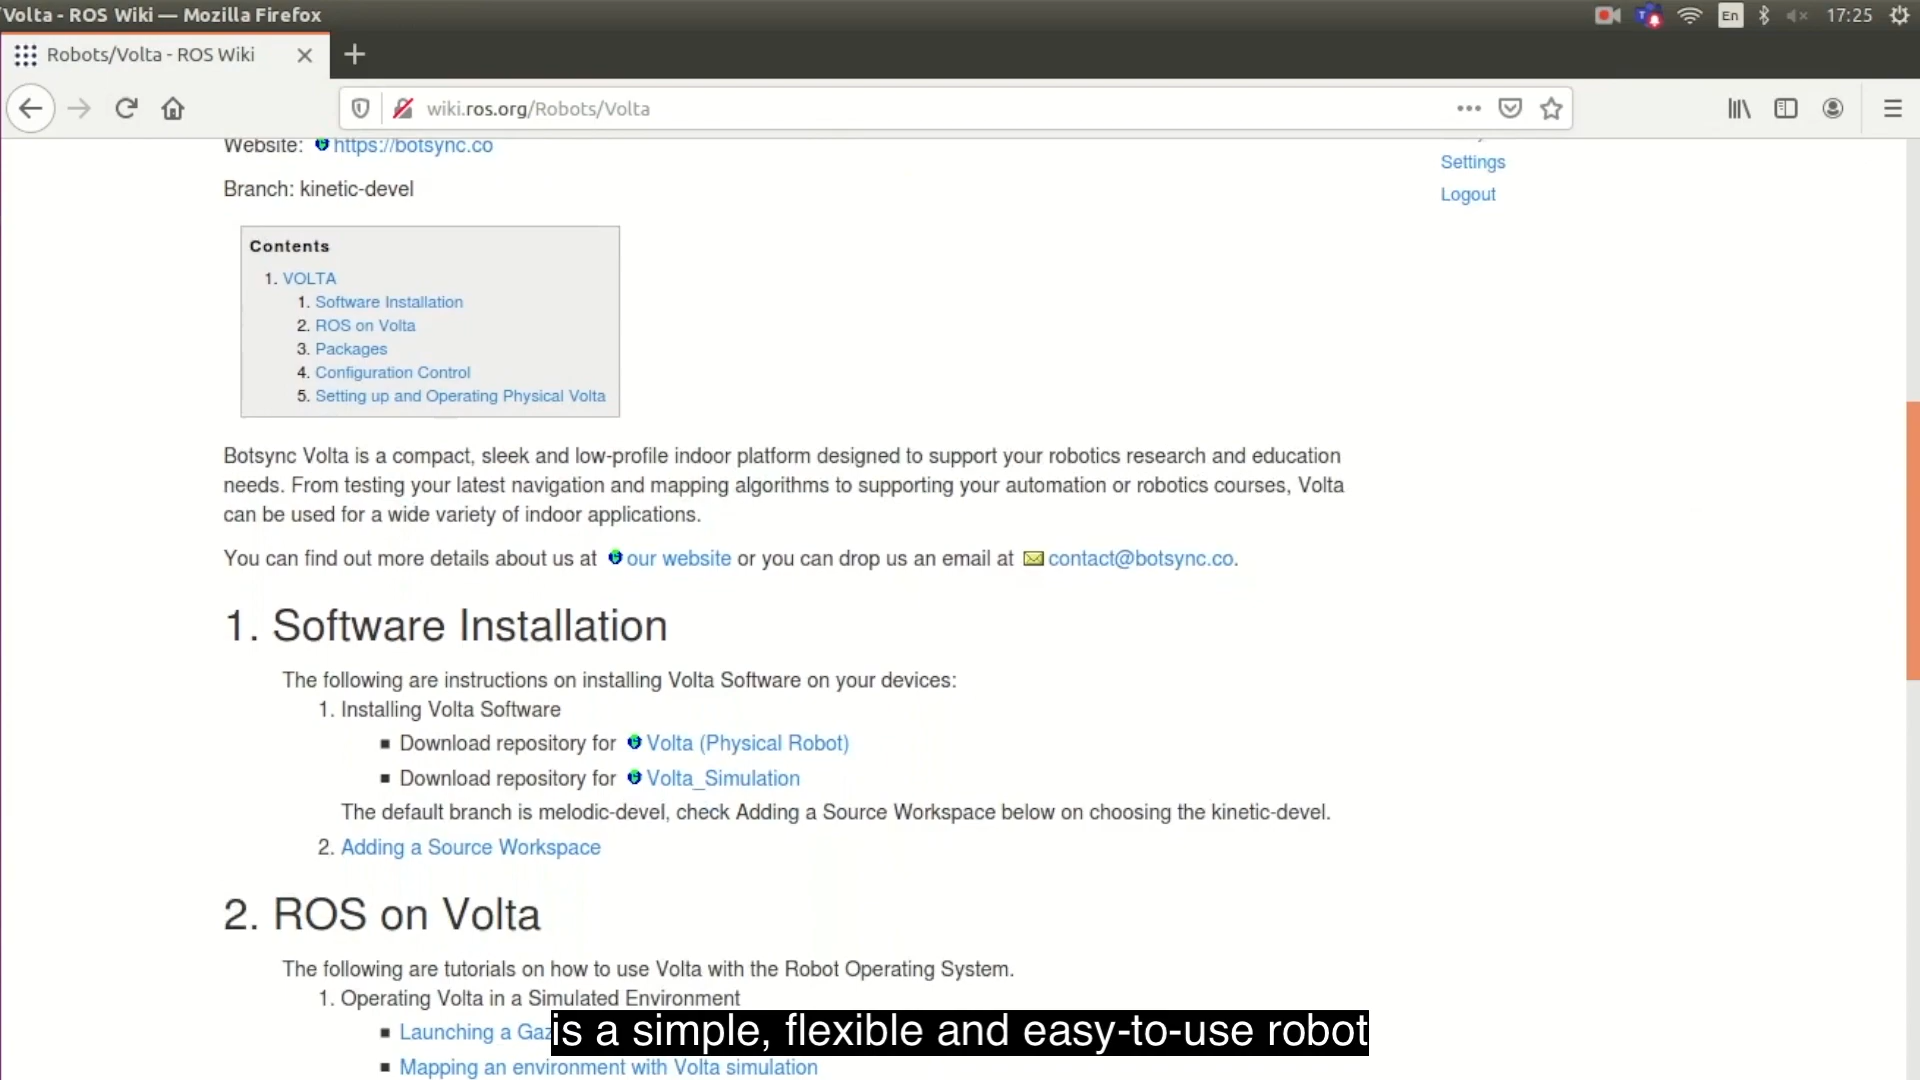 Volta - ROS Wiki — Mozilla Firefox
En
17:25
Robots/Volta - ROS Wiki
wiki.ros.org/Robots/Volta
Website: https://botsync.co
Settings
Branch: kinetic-devel
Logout
Contents
1. VOLTA
1. Software Installation
2. ROS on Volta
3. Packages
4. Configuration Control
5. Setting up and Operating Physical Volta
Botsync Volta is a compact, sleek and low-profile indoor platform designed to support your robotics research and education
needs. From testing your latest navigation and mapping algorithms to supporting your automation or robotics courses, Volta
can be used for a wide variety of indoor applications.
You can find out more details about us at our website or you can drop us an email at contact@botsync.co.
1. Software Installation
The following are instructions on installing Volta Software on your devices:
1. Installing Volta Software
Download repository for Volta (Physical Robot)
Download repository for Volta_Simulation
The default branch is melodic-devel, check Adding a Source Workspace below on choosing the kinetic-devel.
2. Adding a Source Workspace
2. ROS on Volta
The following are tutorials on how to use Volta with the Robot Operating System.
1. Operating Volta in a Simulated Environment
Launching a Gaz
is a simple, flexible and easy-to-use robot
Mapping an environment with Volta simulation